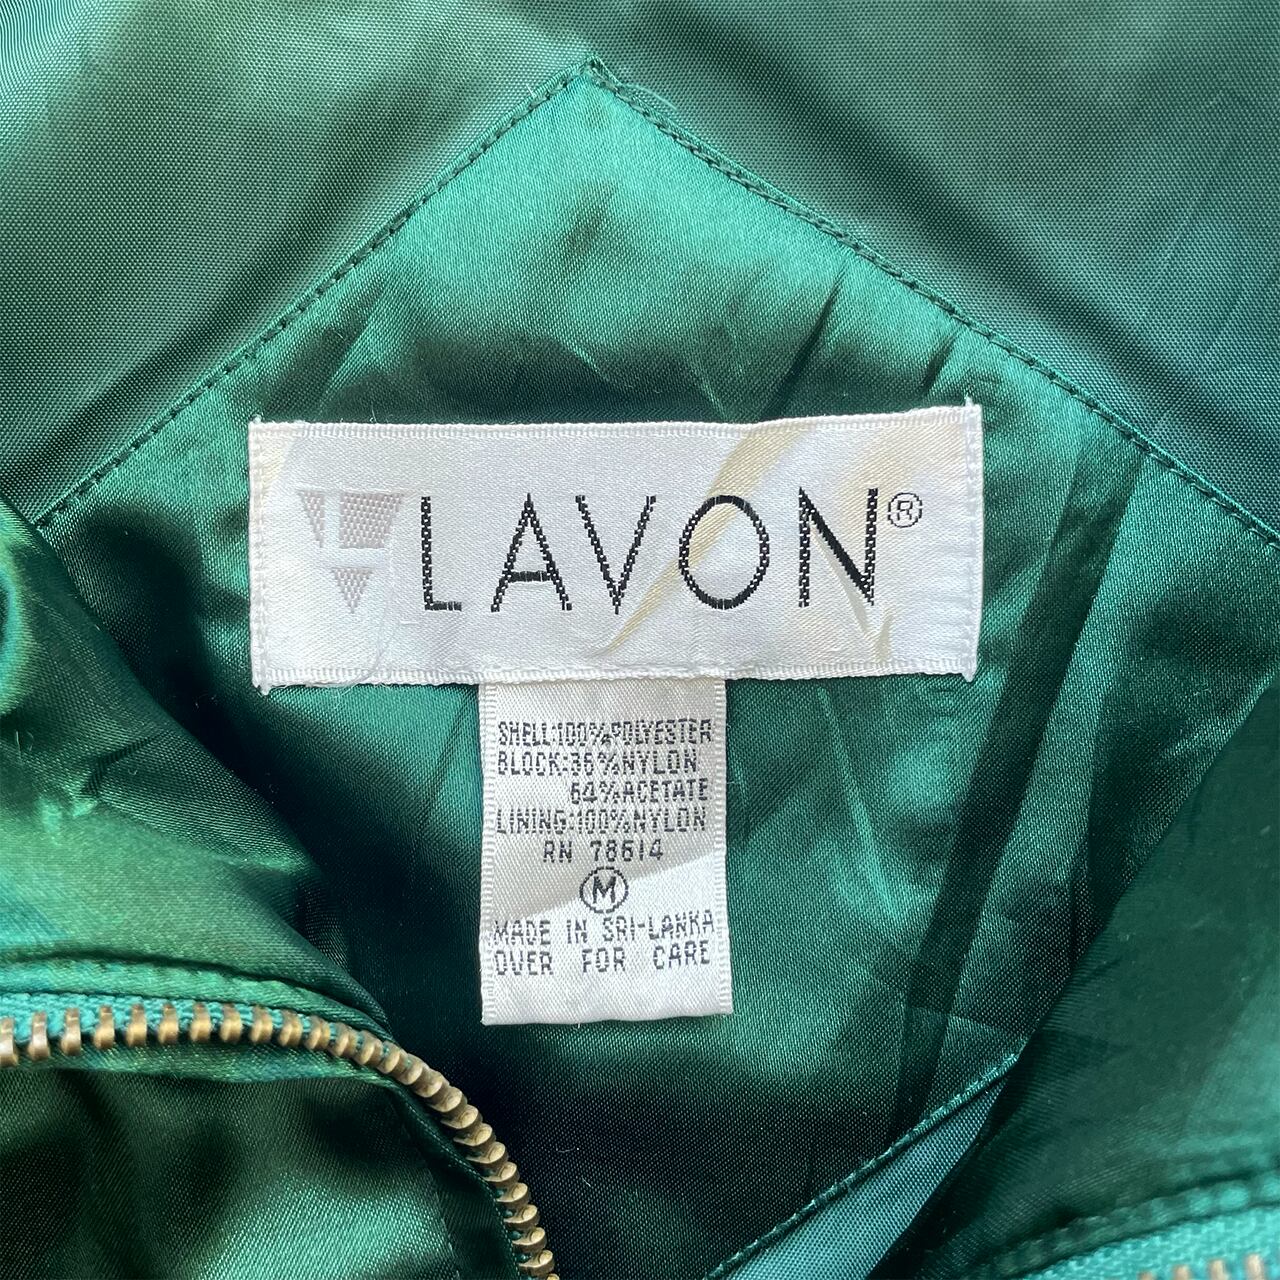 LAVON®
SHELL:100%POLYESTER
BLOCK:36%NYLON
64%ACETATE
LINING:100%NYLON
RN 78614
M
MADE IN SRI-LANKA
OVER FOR CARE